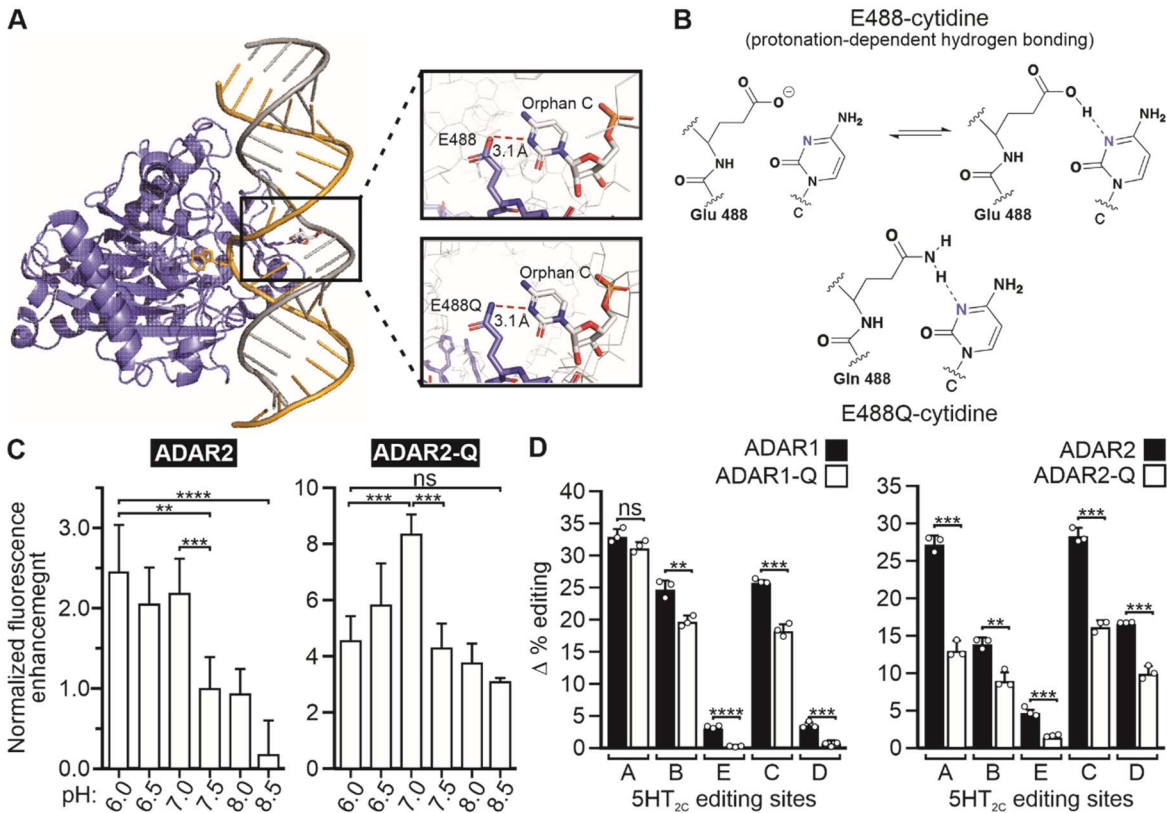 A
E488
Orphan C
3.1Å
E488Q
Orphan C
3.1Å
B
E488-cytidine
(protonation-dependent hydrogen bonding)
O
O ⊖
NH2
N
O
N
NH
O
Glu 488
C
O
O
H
NH2
N
O
N
NH
O
Glu 488
C
O
H
N
H
NH2
N
O
N
NH
O
Gln 488
C
E488Q-cytidine
C
ADAR2
Normalized fluorescence
enhancemegnt
3.0
2.0
1.0
0.0
****
**
***
pH: 6.0 6.5 7.0 7.5 8.0 8.5
ADAR2-Q
10
8
6
4
2
0
ns
*** ***
6.0 6.5 7.0 7.5 8.0 8.5
D
ADAR1
ADAR1-Q
Δ % editing
40
35
30
25
20
15
10
5
0
ns
**
****
***
***
A B E C D
5HT2C editing sites
ADAR2
ADAR2-Q
35
30
25
20
15
10
5
0
***
**
***
***
***
A B E C D
5HT2C editing sites